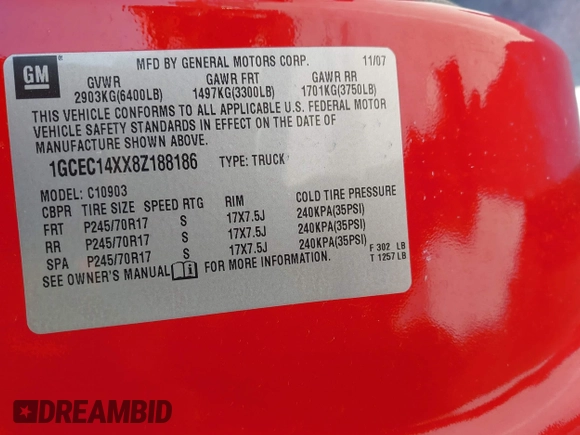 GM
MFD BY GENERAL MOTORS CORP. 11/07
GVWR GAWR FRT GAWR RR
2903KG(6400LB) 1497KG(3300LB) 1701KG(3750LB)
THIS VEHICLE CONFORMS TO ALL APPLICABLE U.S. FEDERAL MOTOR
VEHICLE SAFETY STANDARDS IN EFFECT ON THE DATE OF
MANUFACTURE SHOWN ABOVE.
1GCEC14XX8Z188186 TYPE: TRUCK
MODEL: C10903
CBPR TIRE SIZE SPEED RTG RIM COLD TIRE PRESSURE
FRT P245/70R17 S 17X7.5J 240KPA(35PSI)
RR P245/70R17 S 17X7.5J 240KPA(35PSI)
SPA P245/70R17 S 17X7.5J 240KPA(35PSI)
SEE OWNER'S MANUAL FOR MORE INFORMATION.
F 302 LB
T 1257 LB
DREAMBID